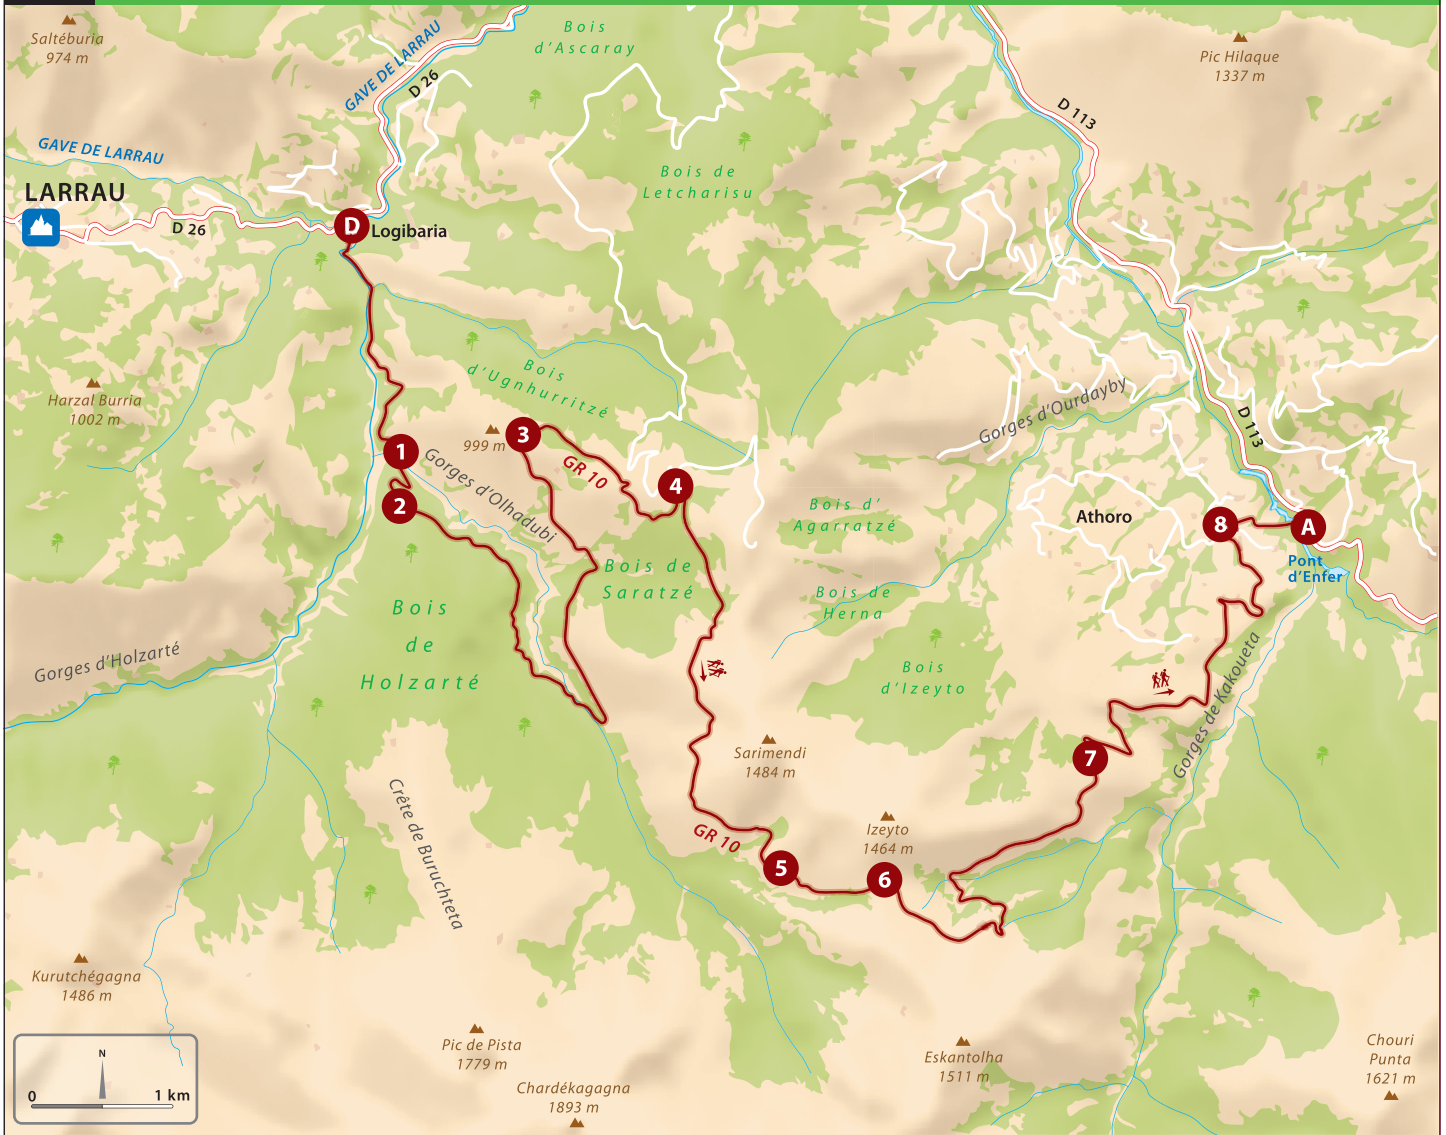 Saltéburia
974 m
GAVE DE LARRAU
D 26
Bois
d'Ascaray
Pic Hilaque
1337 m
D 113
GAVE DE LARRAU
LARRAU
D 26
D
Logibaria
Bois de
Letcharisu
Harzal Burria
1002 m
Bois
d'Ugnhurritzé
Gorges d'Ourdayby
D 113
999 m
3
GR 10
1
Gorges d'Olhadubi
2
4
Bois d'
Agarratzé
Athoro
8
A
Pont
d'Enfer
Bois de
Saratzé
Bois de
Herna
Bois
de
Holzarté
Gorges d'Holzarté
Bois
d'Izeyto
Gorges de Kakoueta
Sarimendi
1484 m
7
Crête de Buruchteta
GR 10
Izeyto
1464 m
5
6
Kurutchégagna
1486 m
Pic de Pista
1779 m
Chardékagagna
1893 m
Eskantolha
1511 m
Chouri
Punta
1621 m
N
0
1 km